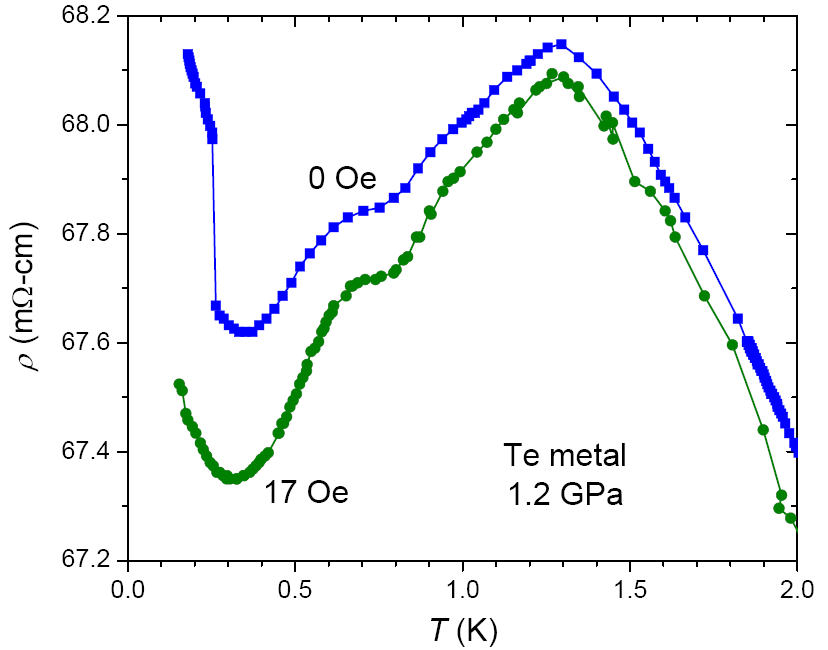 68.2
68.0
67.8
67.6
67.4
67.2
ρ (mΩ-cm)
0 Oe
17 Oe
Te metal
1.2 GPa
0.0 0.5 1.0 1.5 2.0
T (K)